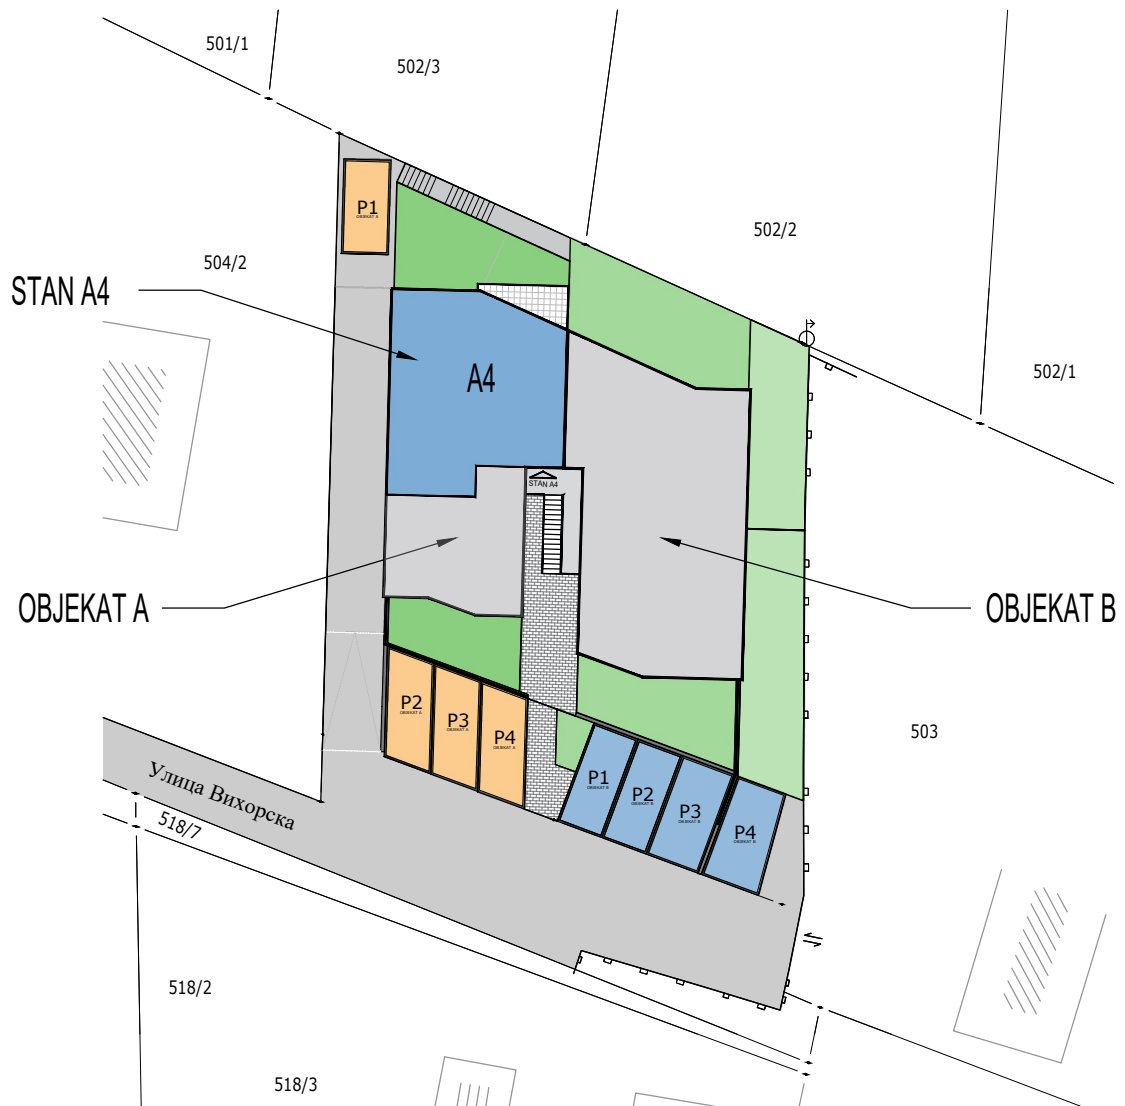 501/1
502/3
P1
OBJEKAT A
502/2
504/2
STAN A4
A4
502/1
STAN A4
OBJEKAT A
OBJEKAT B
P2
OBJEKAT A
P3
OBJEKAT A
P4
OBJEKAT A
503
P1
OBJEKAT B
P2
OBJEKAT B
P3
OBJEKAT B
P4
OBJEKAT B
Улица Вихорска
518/7
518/2
518/3